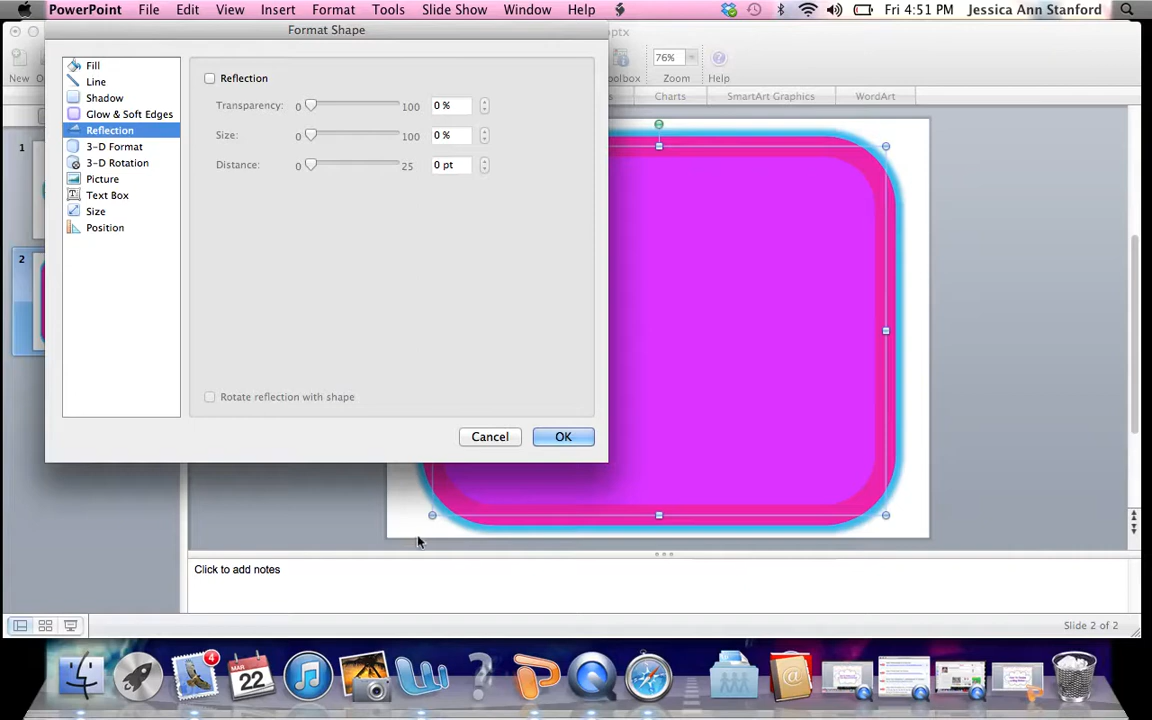 PowerPoint File Edit View Insert Format Tools Slide Show Window Help Fri 4:51 PM Jessica Ann Stanford
Format Shape
76%
New
Zoom Help
Charts SmartArt Graphics WordArt
Fill
Line
Shadow
Glow & Soft Edges
Reflection
3-D Format
3-D Rotation
Picture
Text Box
Size
Position
Reflection
Transparency: 0 100 0 %
Size: 0 100 0 %
Distance: 0 25 0 pt
Rotate reflection with shape
Cancel OK
1
2
Click to add notes
Slide 2 of 2
4
MAR
22